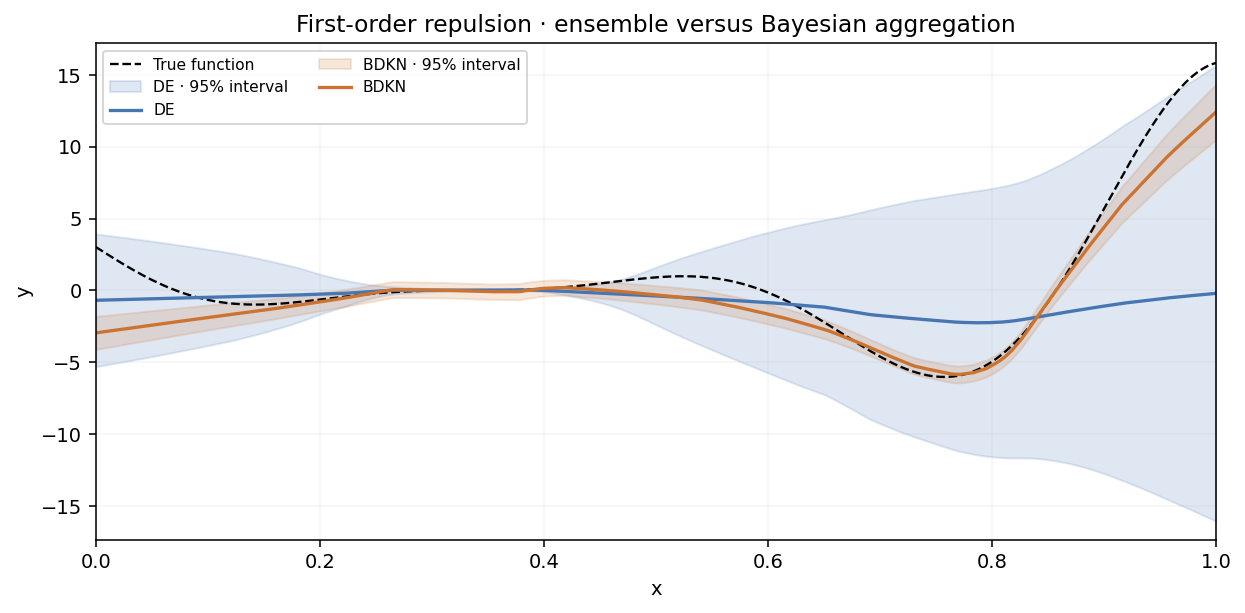 First-order repulsion · ensemble versus Bayesian aggregation
True function
DE · 95% interval
DE
BDKN · 95% interval
BDKN
y
15
10
5
0
−5
−10
−15
0.0 0.2 0.4 0.6 0.8 1.0
x